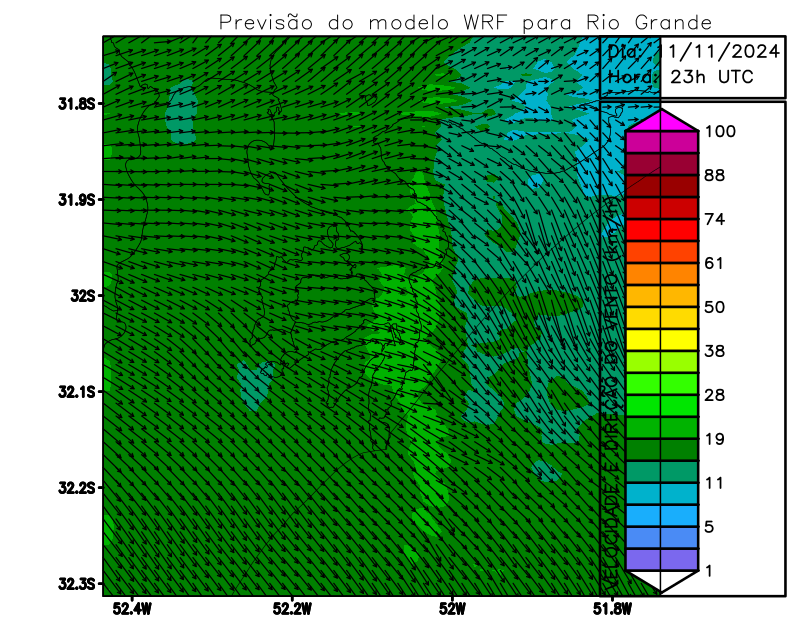 Previsão do modelo WRF para Rio Grande
Dia: 11/11/2024
Hora: 23h UTC
31.8S
31.9S
32S
32.1S
32.2S
32.3S
52.4W
52.2W
52W
51.8W
VELOCIDADE E DIREÇÃO DO VENTO (km/h)
100
88
74
61
50
38
28
19
11
5
1